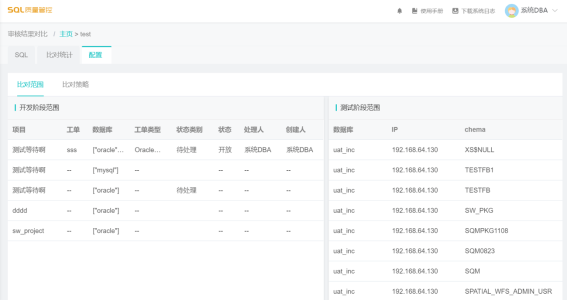 SQL质量管控
使用手册 下载系统日志 系统DBA
审核结果对比 / 主页 > test
SQL 比对统计 配置
比对范围 比对策略
开发阶段范围
项目 工单 数据库 工单类型 状态类别 状态 处理人 创建人
测试等待啊 sss ["oracle"... Oracle... 待处理 开放 系统DBA 系统DBA
测试等待啊 -- ["mysql"] -- -- -- --
测试等待啊 -- ["oracle"] -- 待处理 -- -- --
dddd -- ["oracle"] -- -- -- --
sw_project -- ["oracle"] -- -- -- --
测试阶段范围
数据库 IP chema
uat_inc 192.168.64.130 XS$NULL
uat_inc 192.168.64.130 TESTFB1
uat_inc 192.168.64.130 TESTFB
uat_inc 192.168.64.130 SW_PKG
uat_inc 192.168.64.130 SQMPKG1108
uat_inc 192.168.64.130 SQM0823
uat_inc 192.168.64.130 SQM
uat_inc 192.168.64.130 SPATIAL_WFS_ADMIN_USR